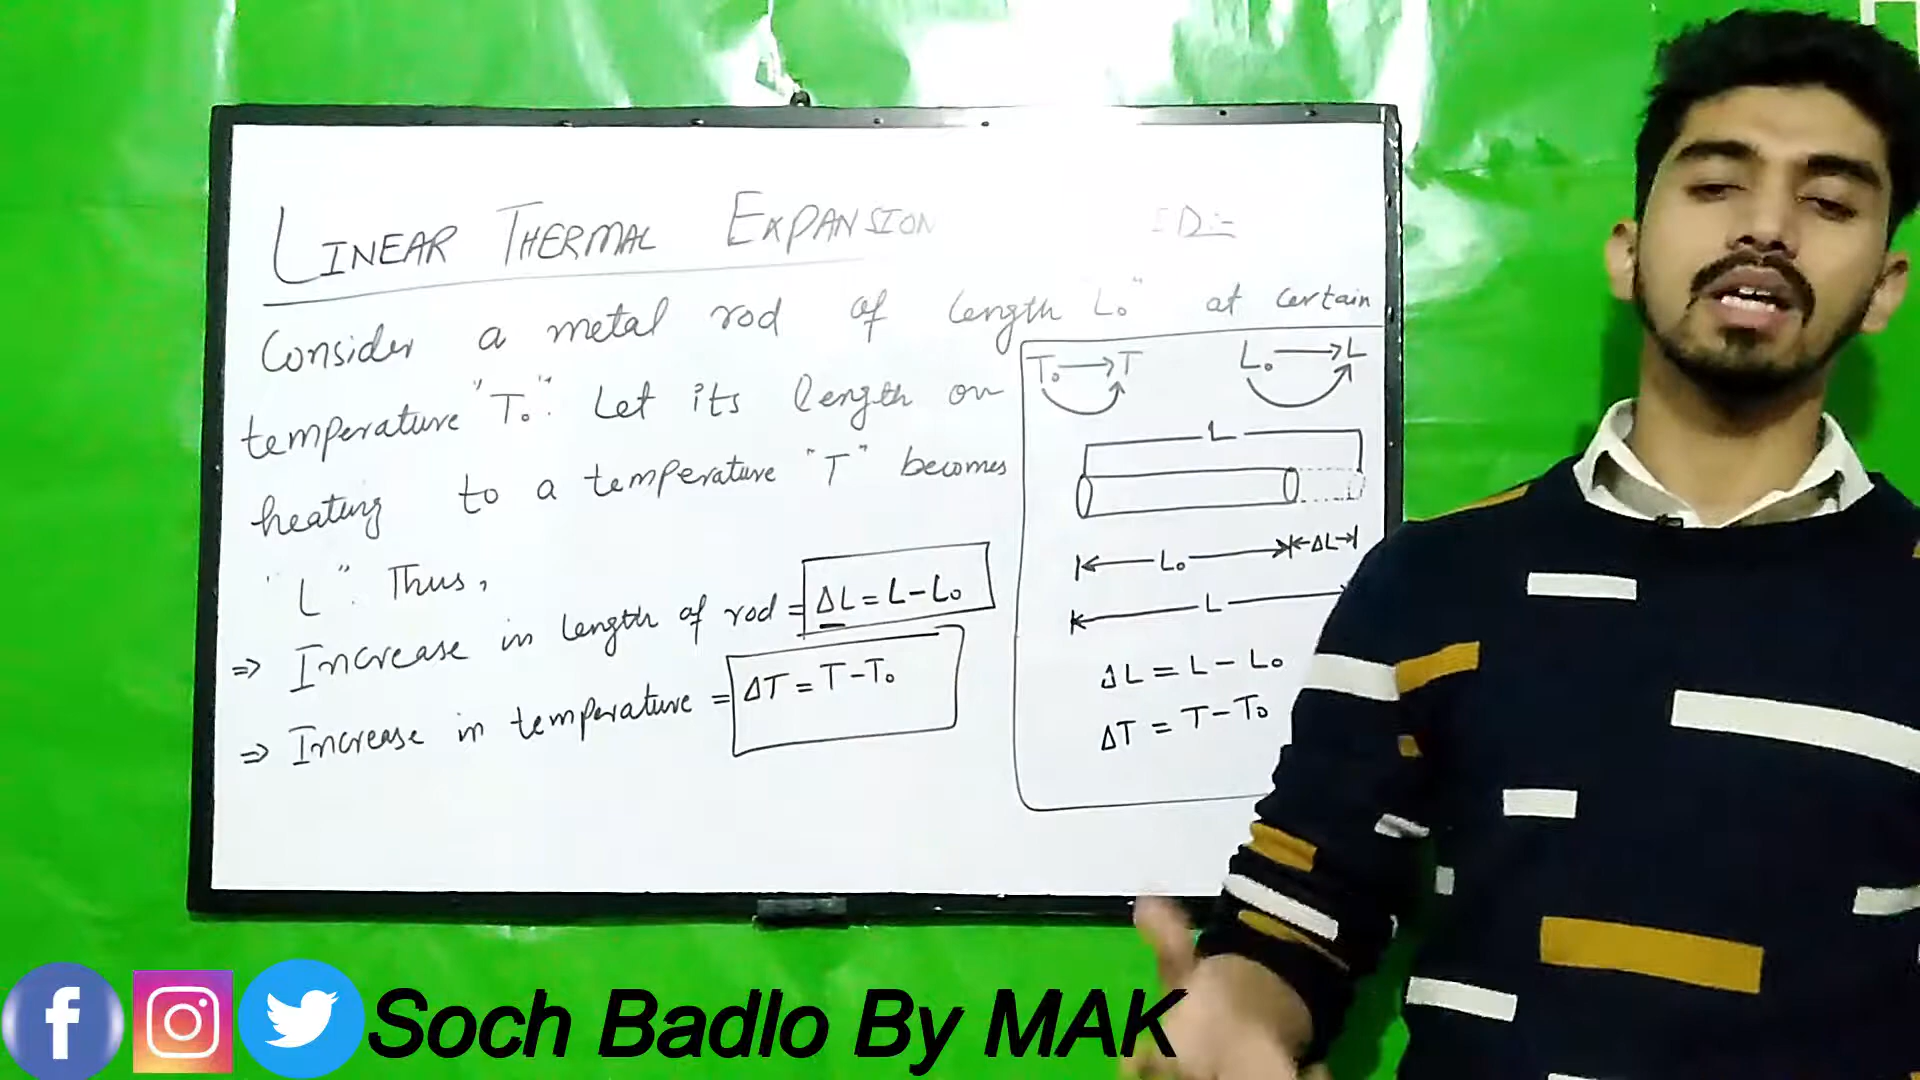 LINEAR THERMAL EXPANSION
Consider a metal rod of length "L₀" at certain
temperature "T₀". Let its length on
heating to a temperature "T" becomes
"L". Thus,
⇒ Increase in length of rod = ΔL = L - L₀
⇒ Increase in temperature = ΔT = T - T₀
T₀ → T L₀ → L
L
L₀ ΔL
L
ΔL = L - L₀
ΔT = T - T₀
Soch Badlo By MAK